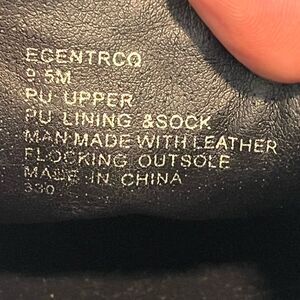 ECENTRCQ
9.5M
PU UPPER
PU LINING &SOCK
MAN MADE WITH LEATHER
FLOCKING OUTSOLE
MADE IN CHINA
330